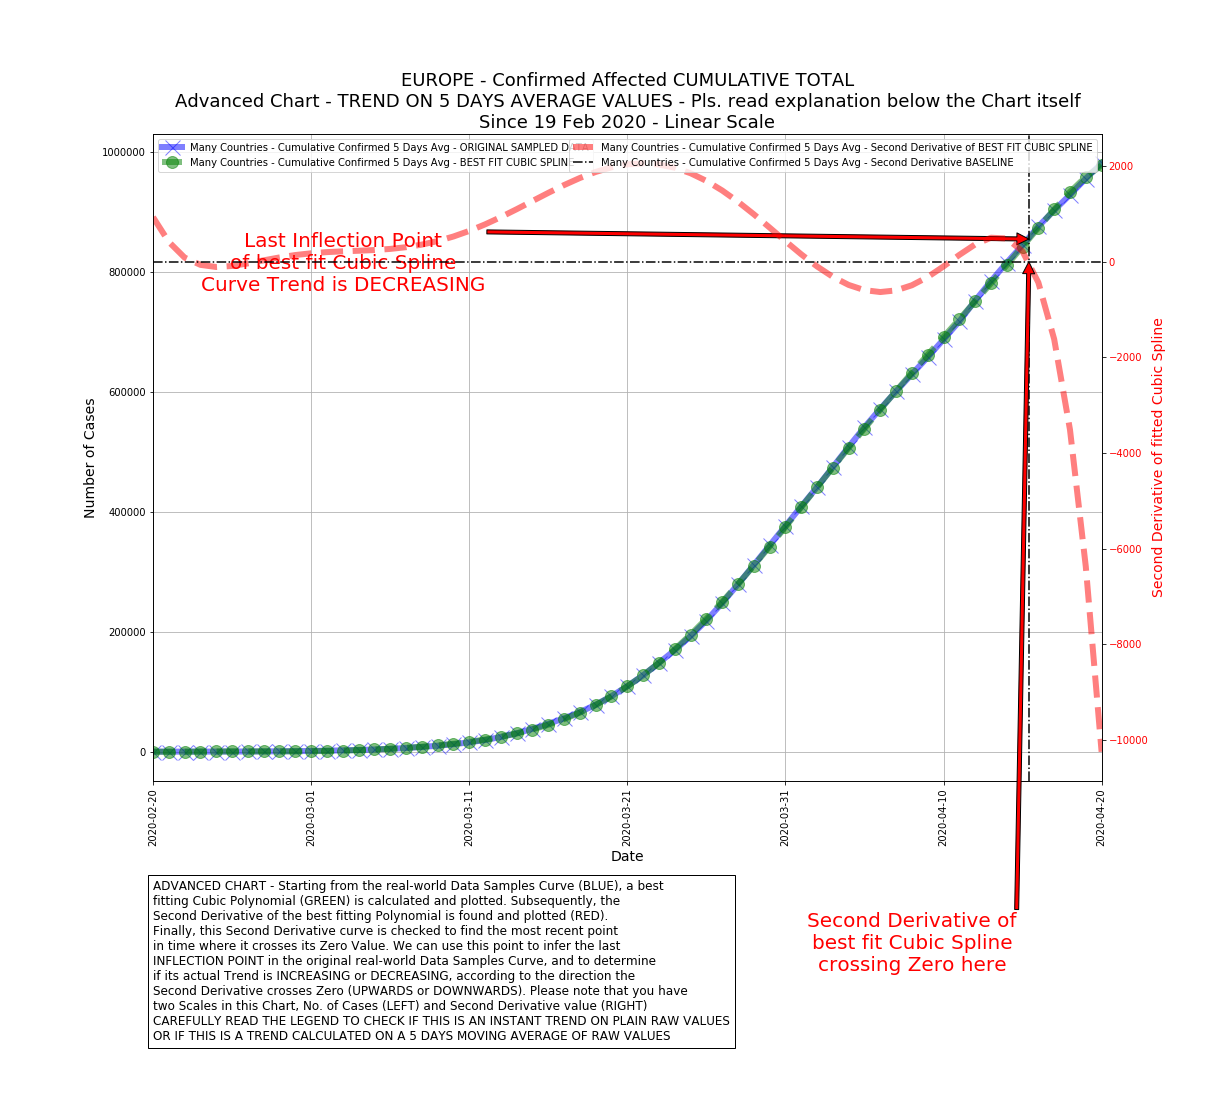 EUROPE - Confirmed Affected CUMULATIVE TOTAL
Advanced Chart - TREND ON 5 DAYS AVERAGE VALUES - Pls. read explanation below the Chart itself
Since 19 Feb 2020 - Linear Scale
Many Countries - Cumulative Confirmed 5 Days Avg - ORIGINAL SAMPLED DATA
Many Countries - Cumulative Confirmed 5 Days Avg - BEST FIT CUBIC SPLINE
Many Countries - Cumulative Confirmed 5 Days Avg - Second Derivative of BEST FIT CUBIC SPLINE
Many Countries - Cumulative Confirmed 5 Days Avg - Second Derivative BASELINE
1000000
800000
600000
400000
200000
0
Number of Cases
Last Inflection Point
of best fit Cubic Spline
Curve Trend is DECREASING
2000
0
−2000
−4000
−6000
−8000
−10000
Second Derivative of fitted Cubic Spline
2020-02-20
2020-03-01
2020-03-11
2020-03-21
2020-03-31
2020-04-10
2020-04-20
Date
ADVANCED CHART - Starting from the real-world Data Samples Curve (BLUE), a best
fitting Cubic Polynomial (GREEN) is calculated and plotted. Subsequently, the
Second Derivative of the best fitting Polynomial is found and plotted (RED).
Finally, this Second Derivative curve is checked to find the most recent point
in time where it crosses its Zero Value. We can use this point to infer the last
INFLECTION POINT in the original real-world Data Samples Curve, and to determine
if its actual Trend is INCREASING or DECREASING, according to the direction the
Second Derivative crosses Zero (UPWARDS or DOWNWARDS). Please note that you have
two Scales in this Chart, No. of Cases (LEFT) and Second Derivative value (RIGHT)
CAREFULLY READ THE LEGEND TO CHECK IF THIS IS AN INSTANT TREND ON PLAIN RAW VALUES
OR IF THIS IS A TREND CALCULATED ON A 5 DAYS MOVING AVERAGE OF RAW VALUES
Second Derivative of
best fit Cubic Spline
crossing Zero here